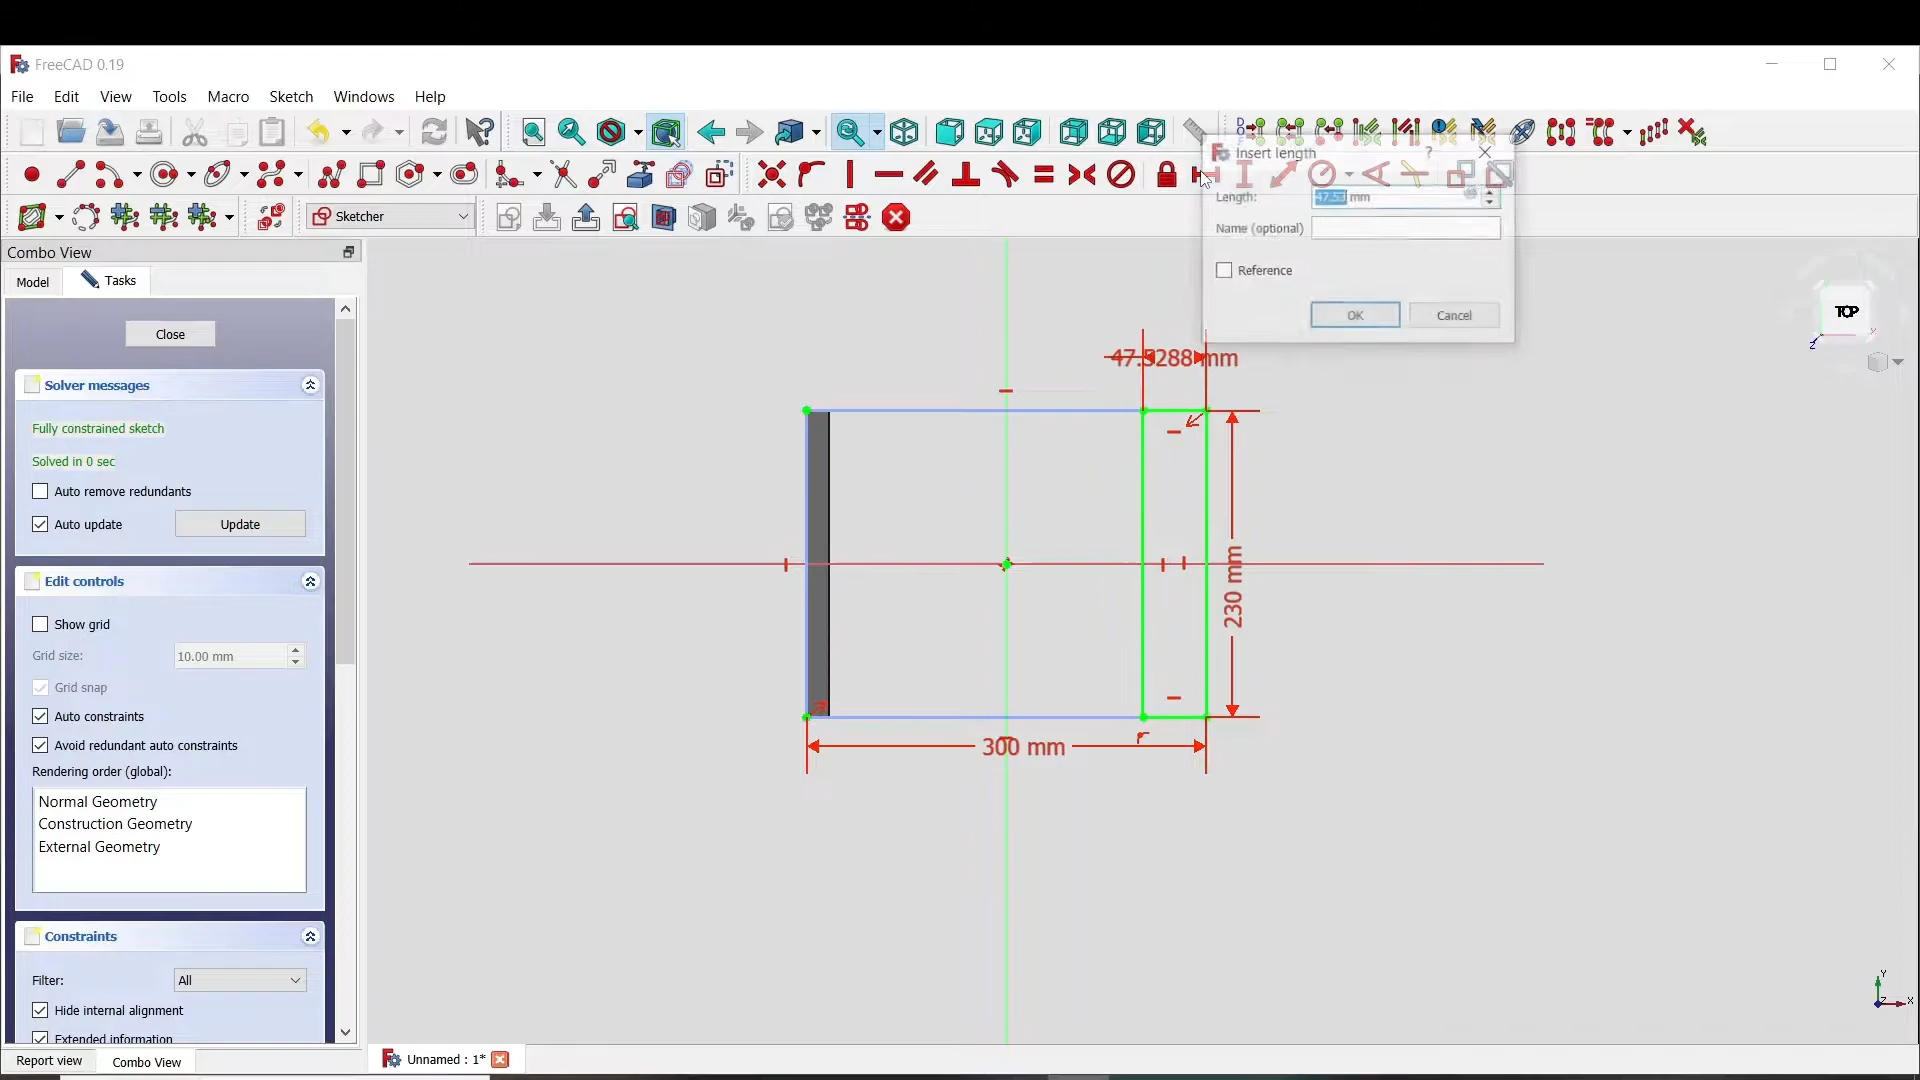 FreeCAD 0.19
File Edit View Tools Macro Sketch Windows Help
Insert length
Length: 47.53 mm
Sketcher
Name (optional)
Combo View
Reference
Model Tasks
OK Cancel
TOP
Close
47.5288 mm
Solver messages
Fully constrained sketch
Solved in 0 sec
Auto remove redundants
Auto update Update
230 mm
Edit controls
Show grid
Grid size: 10.00 mm
Grid snap
Auto constraints
Avoid redundant auto constraints
300 mm
Rendering order (global):
Normal Geometry
Construction Geometry
External Geometry
Constraints
Filter: All
Hide internal alignment
Extended information
Report view Combo View
Unnamed : 1*
Y
X
Z